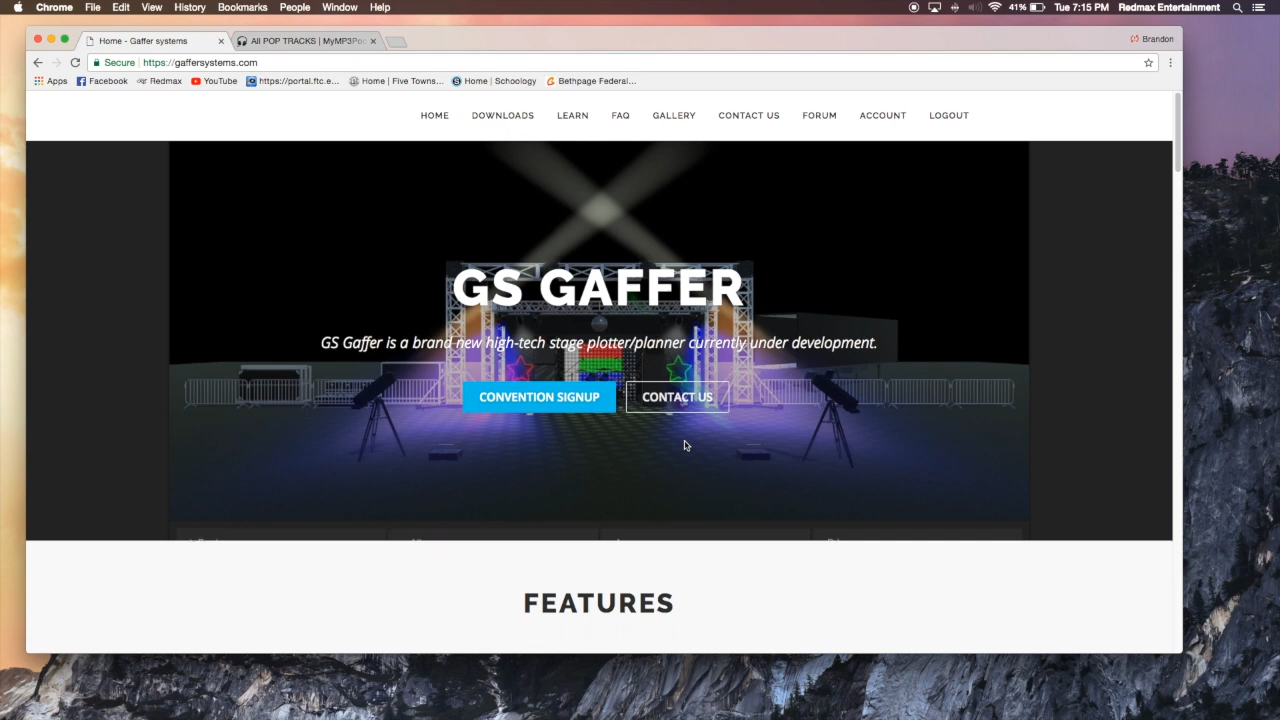 Chrome File Edit View History Bookmarks People Window Help 41% Tue 7:15 PM Redmax Entertainment
Home - Gaffer systems All POP TRACKS | MyMP3Poo Brandon
Secure https://gaffersystems.com
Apps Facebook Redmax YouTube https://portal.ftc.e... Home | Five Towns... Home | Schoology Bethpage Federal...
HOME DOWNLOADS LEARN FAQ GALLERY CONTACT US FORUM ACCOUNT LOGOUT
GS GAFFER
GS Gaffer is a brand new high-tech stage plotter/planner currently under development.
CONVENTION SIGNUP CONTACT US
FEATURES